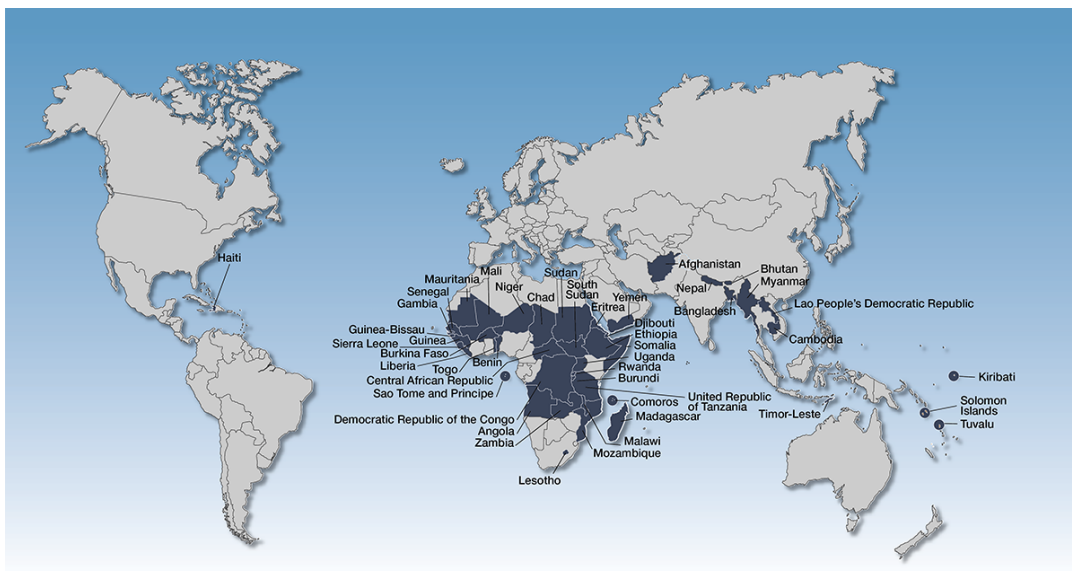 Haiti
Mauritania
Mali
Senegal
Niger
Gambia
Chad
Sudan
South
Sudan
Yemen
Eritrea
Guinea-Bissau
Guinea
Sierra Leone
Burkina Faso
Liberia
Togo
Benin
Central African Republic
Sao Tome and Principe
Democratic Republic of the Congo
Angola
Zambia
Lesotho
Djibouti
Ethiopia
Somalia
Uganda
Rwanda
Burundi
United Republic
of Tanzania
Comoros
Madagascar
Malawi
Mozambique
Afghanistan
Bhutan
Nepal
Myanmar
Bangladesh
Lao People's Democratic Republic
Cambodia
Timor-Leste
Kiribati
Solomon
Islands
Tuvalu